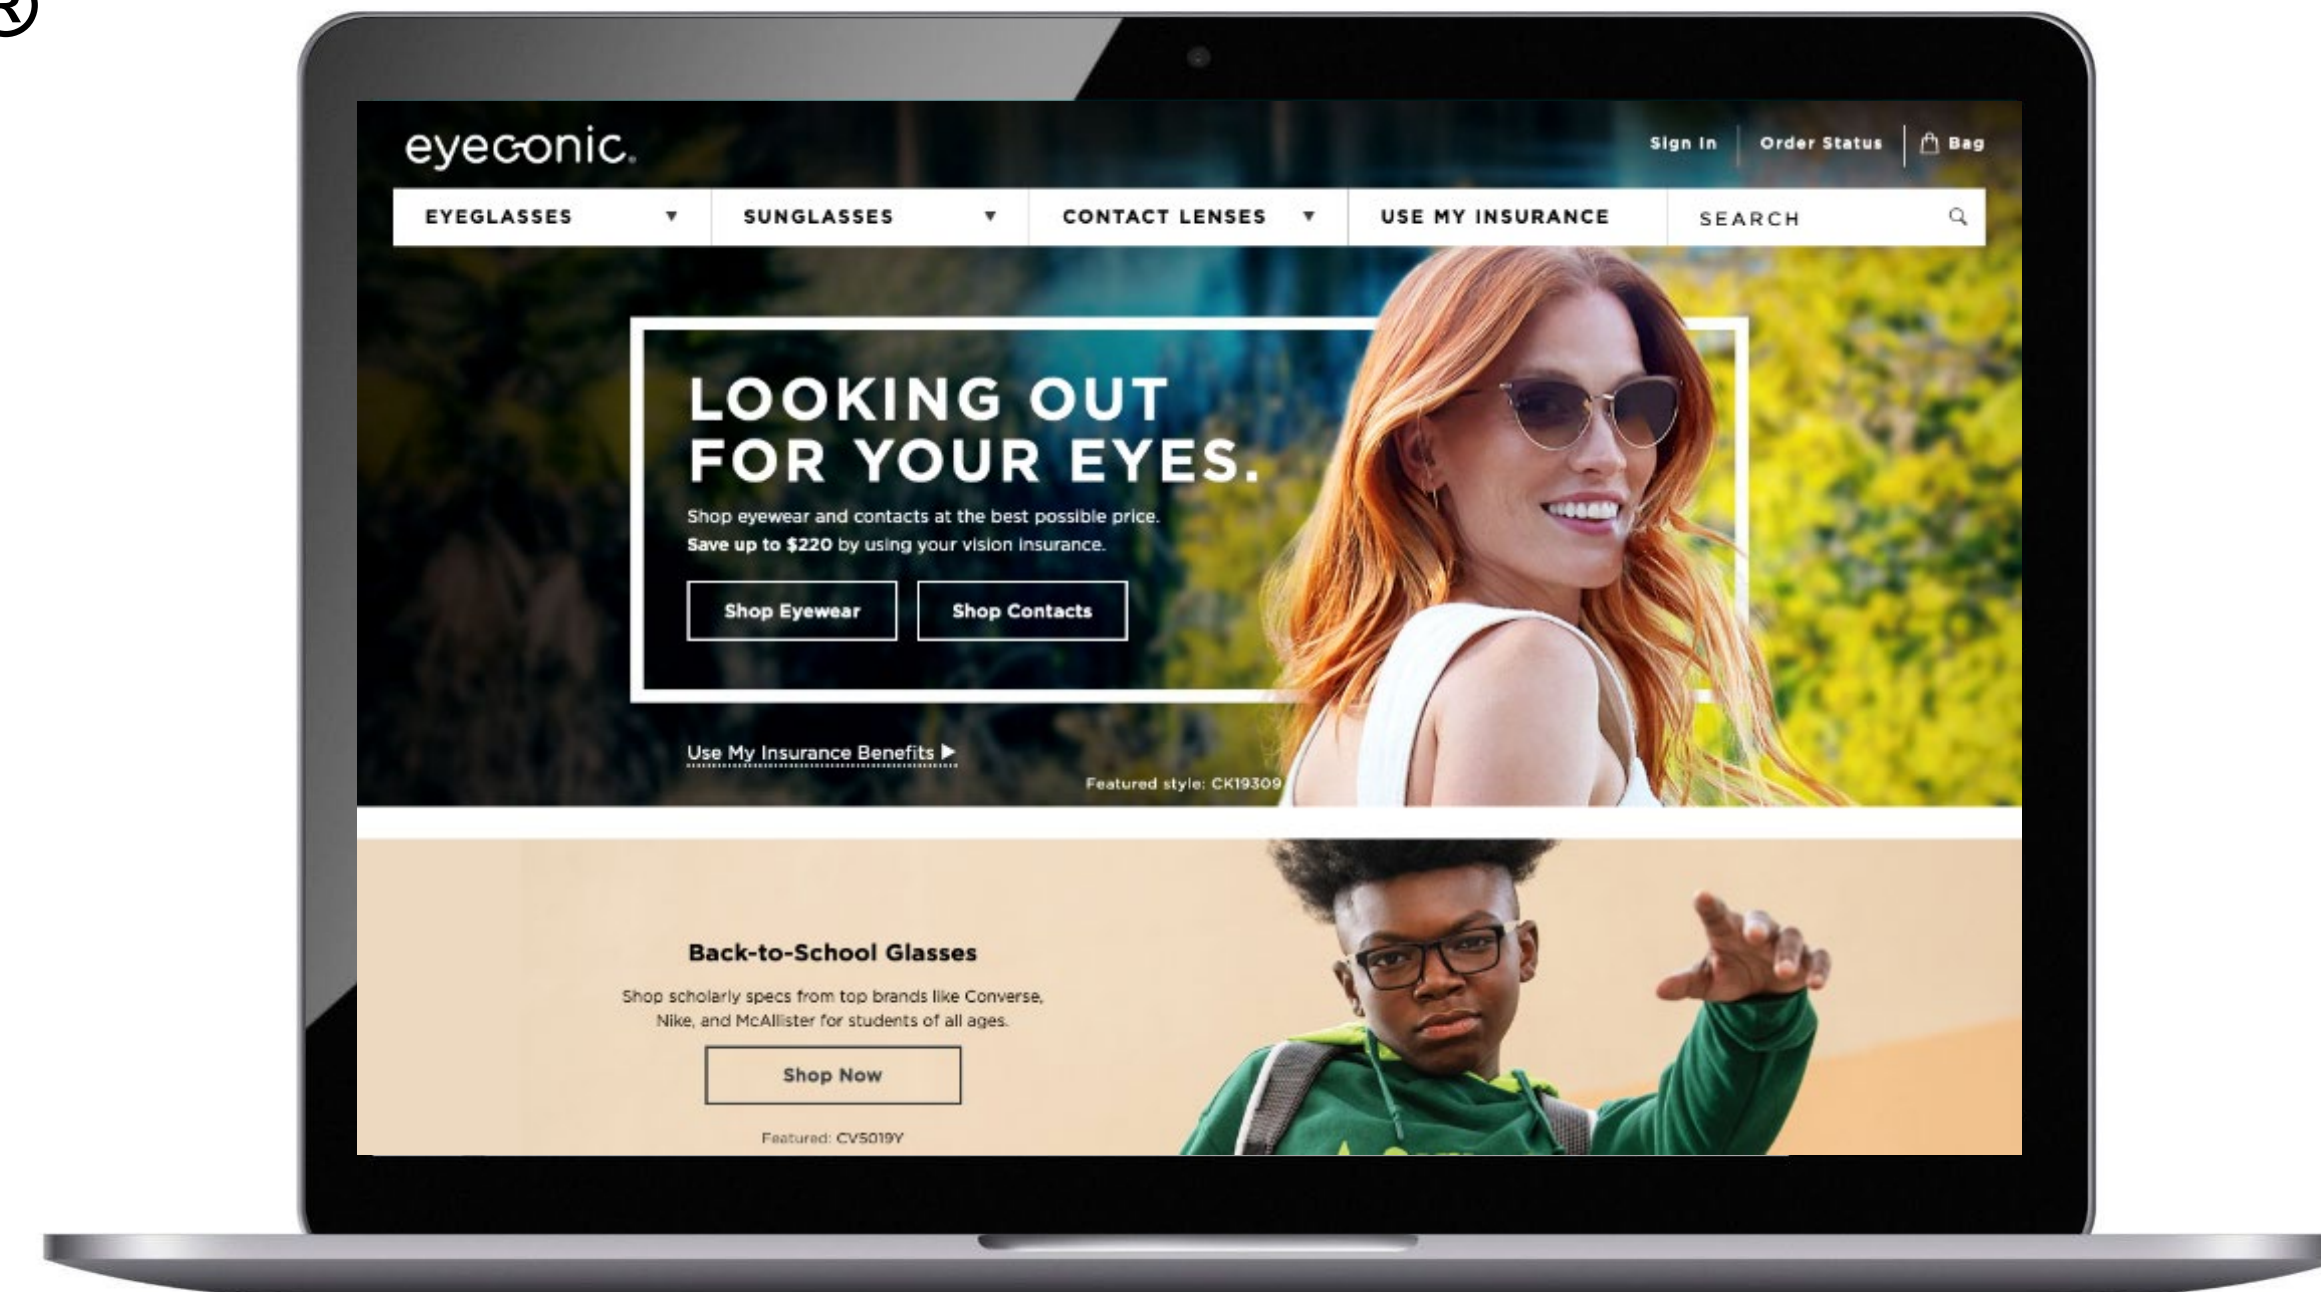 ®
eyeconic®
Sign In
Order Status
Bag
EYEGLASSES
SUNGLASSES
CONTACT LENSES
USE MY INSURANCE
SEARCH
LOOKING OUT
FOR YOUR EYES.
Shop eyewear and contacts at the best possible price.
Save up to $220 by using your vision insurance.
Shop Eyewear
Shop Contacts
Use My Insurance Benefits
Featured style: CK19309
Back-to-School Glasses
Shop scholarly specs from top brands like Converse,
Nike, and McAllister for students of all ages.
Shop Now
Featured: CV5019Y